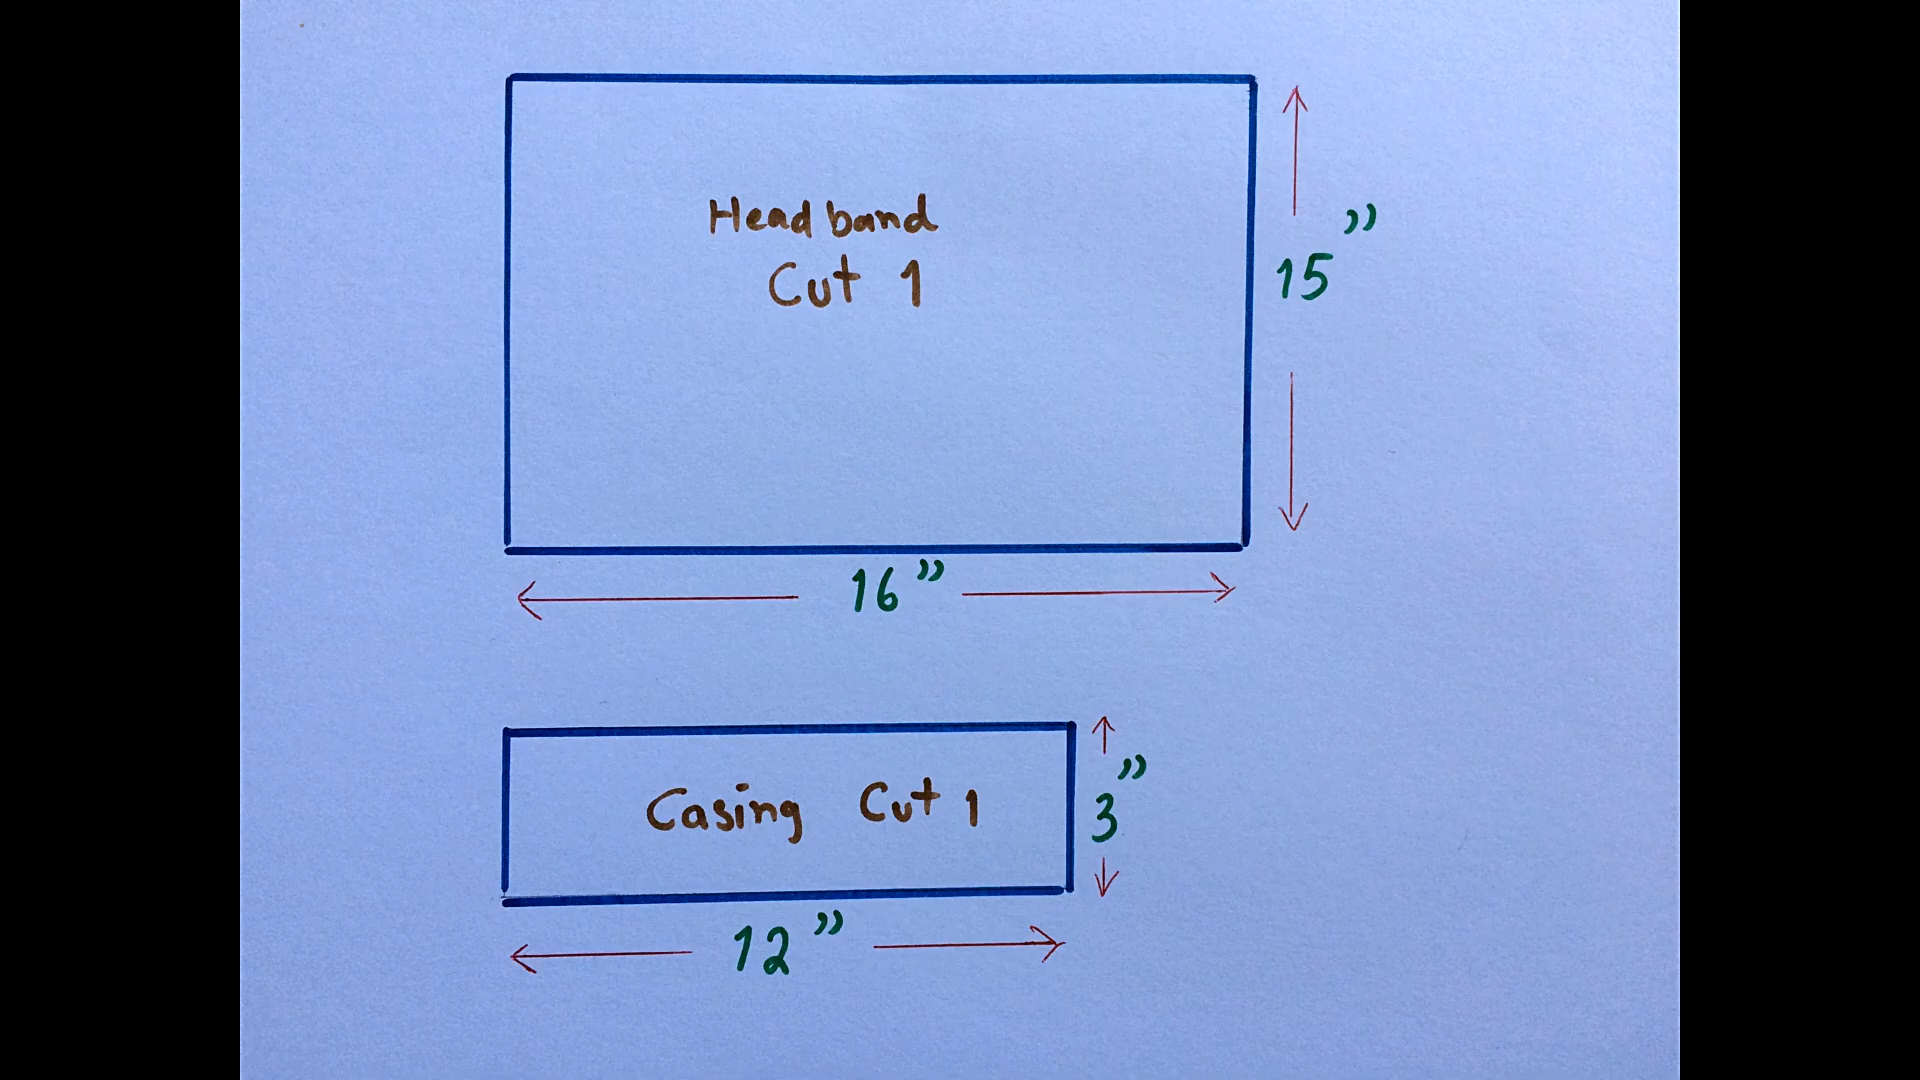 Head band
Cut 1
15”
16”
Casing Cut 1
3”
12”